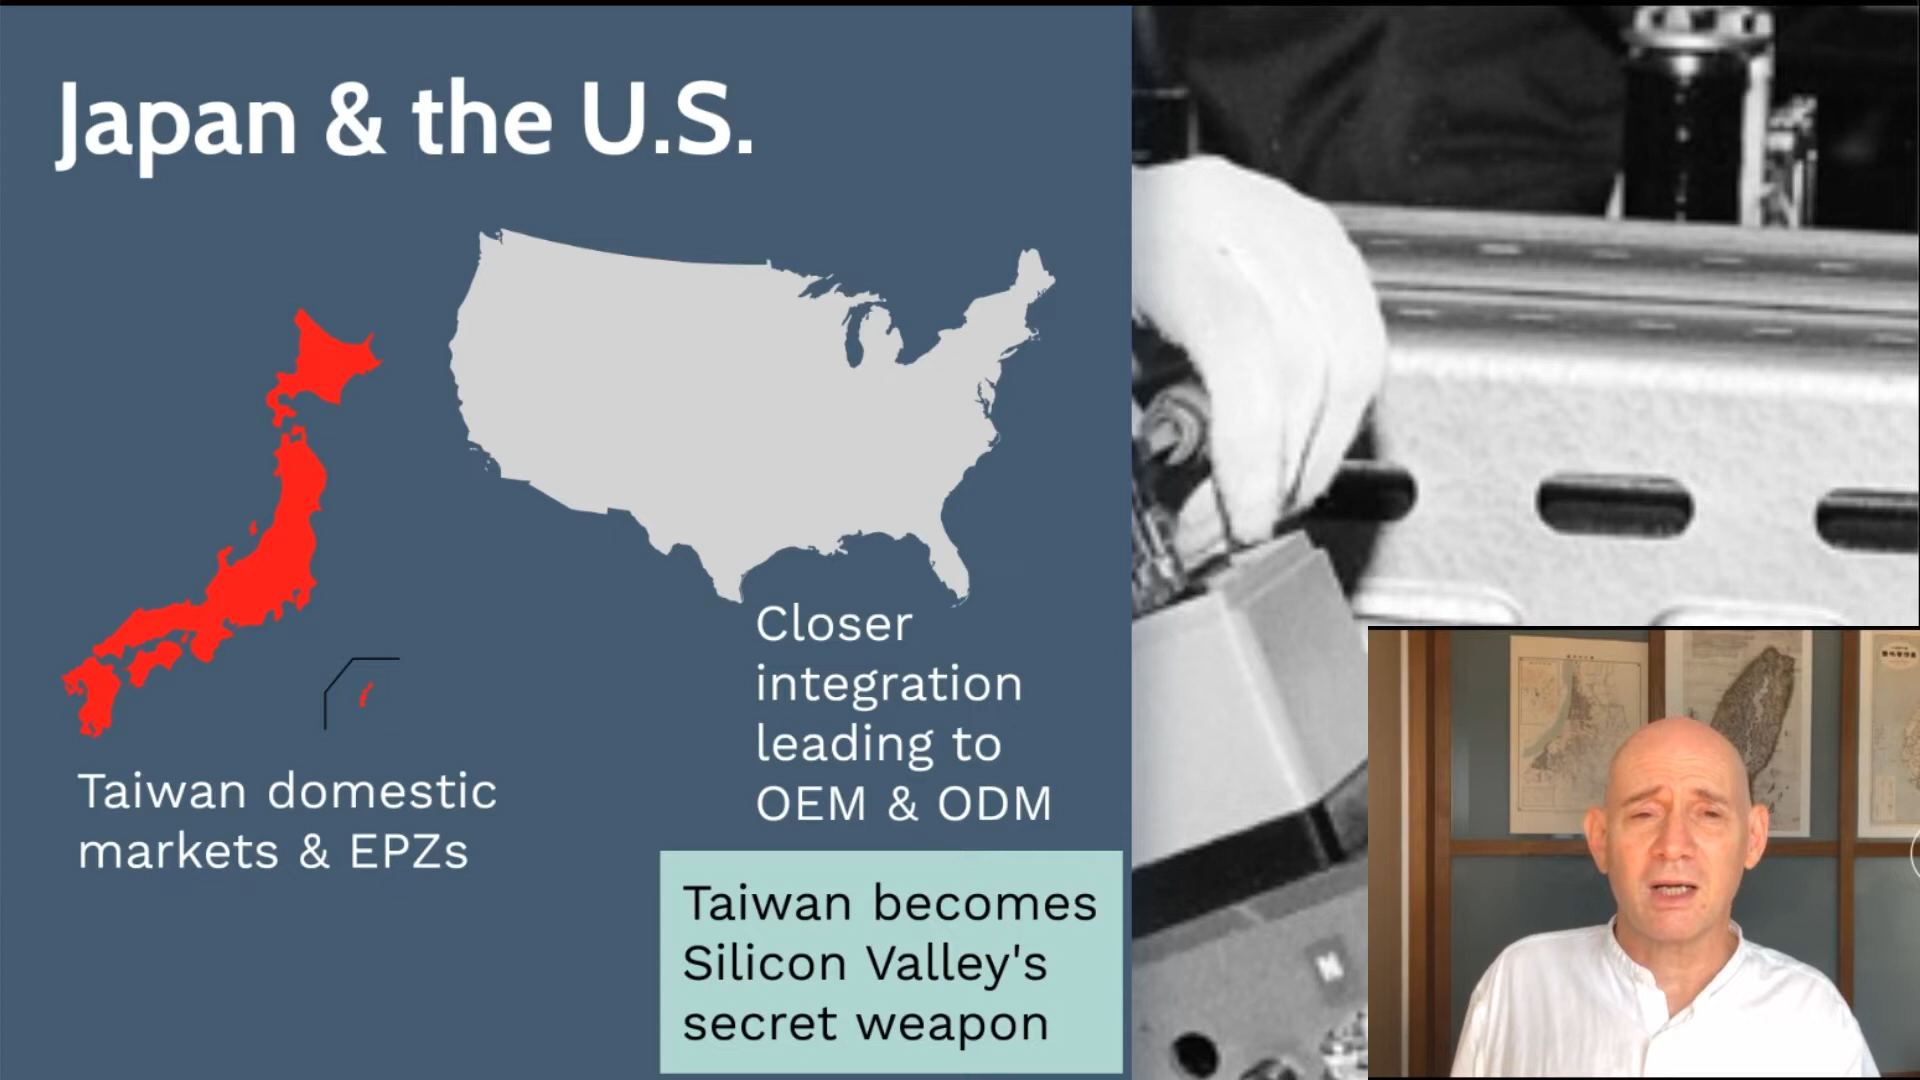 Japan & the U.S.
Closer
integration
leading to
OEM & ODM
Taiwan domestic
markets & EPZs
Taiwan becomes
Silicon Valley's
secret weapon